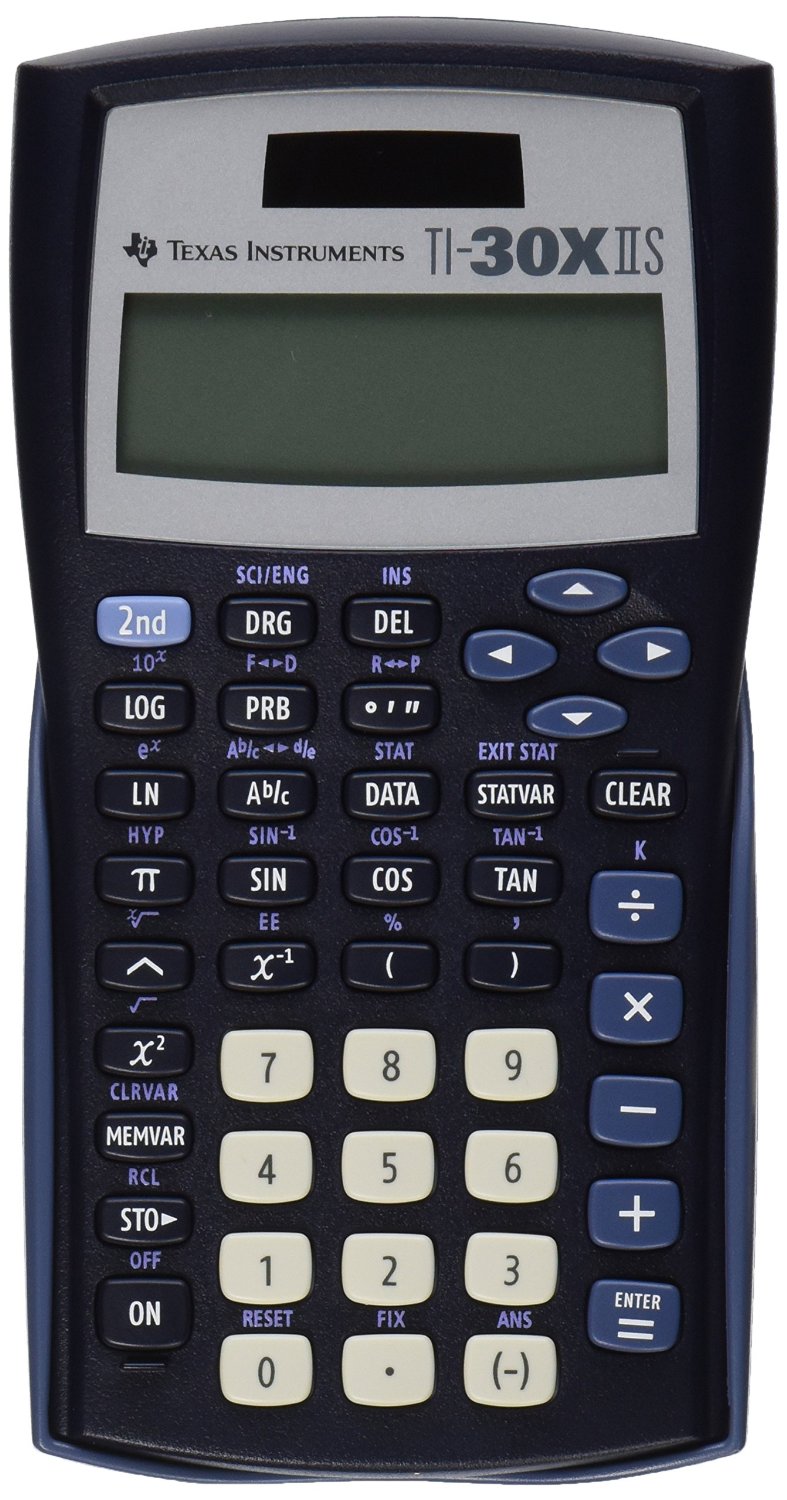 TEXAS INSTRUMENTS TI-30X IIS
SCI/ENG INS
2nd DRG DEL
10ˣ F◄►D R◄►P
LOG PRB ° ' "
eˣ Ab/c◄►d/e STAT EXIT STAT
LN Ab/c DATA STATVAR CLEAR
HYP SIN⁻¹ COS⁻¹ TAN⁻¹ K
π SIN COS TAN ÷
ˣ√ EE % ,
^ x⁻¹ ( ) ×
√
x² 7 8 9
CLRVAR −
MEMVAR 4 5 6
RCL
STO► +
OFF 1 2 3
ON ENTER =
RESET FIX ANS
0 . (-)